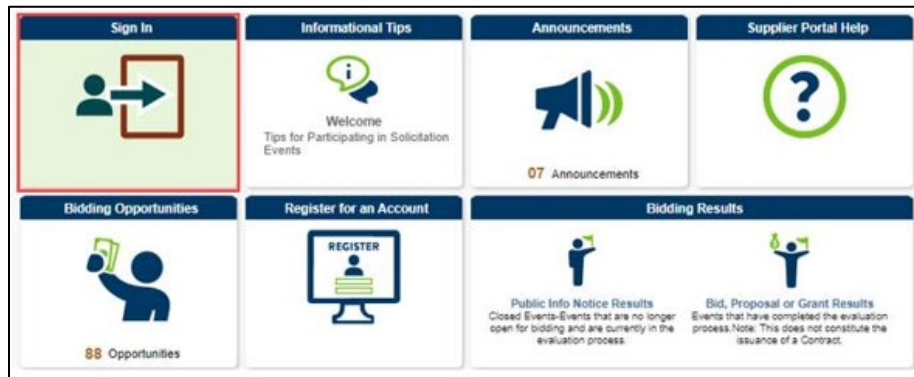 Sign In
Informational Tips
Announcements
Supplier Portal Help
Welcome
Tips for Participating in Solicitation
Events
07 Announcements
Bidding Opportunities
Register for an Account
Bidding Results
REGISTER
88 Opportunities
Public Info Notice Results
Closed Events-Events that are no longer
open for bidding and are currently in the
evaluation process.
Bid, Proposal or Grant Results
Events that have completed the evaluation
process.Note: This does not constitute the
issuance of a Contract.